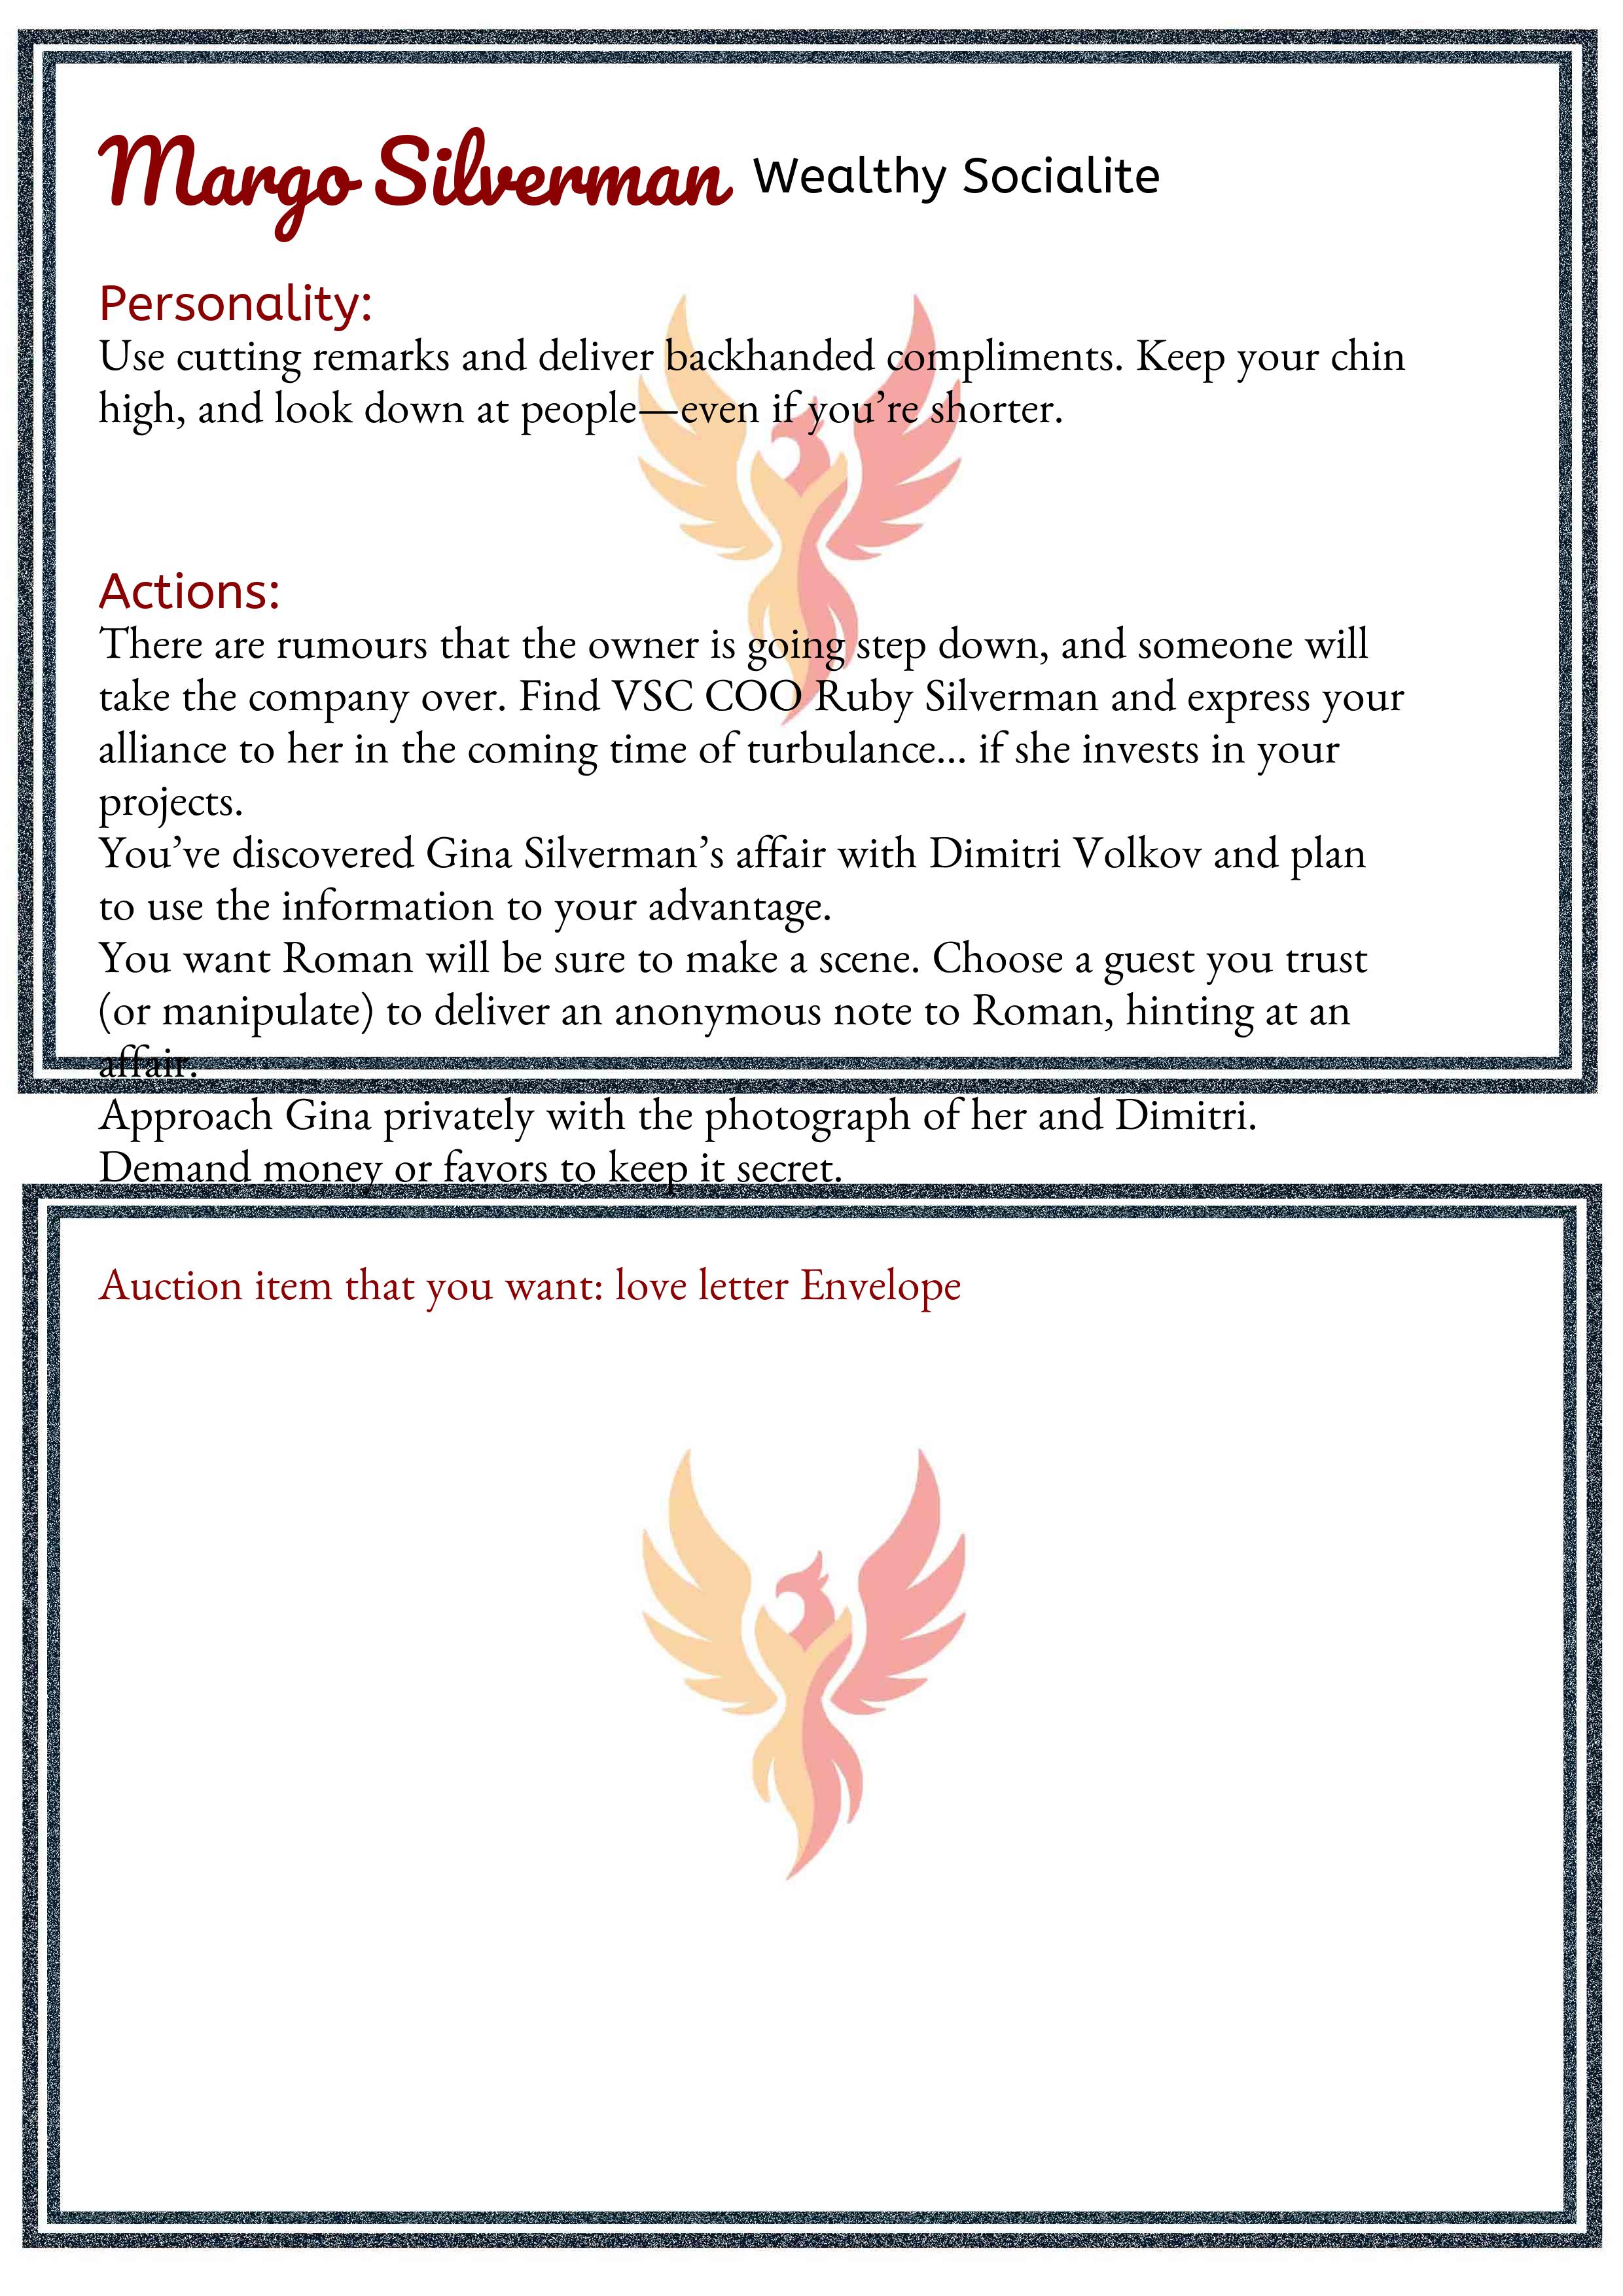 Margo Silverman Wealthy Socialite
Personality:
Use cutting remarks and deliver backhanded compliments. Keep your chin
high, and look down at people—even if you’re shorter.
Actions:
There are rumours that the owner is going step down, and someone will
take the company over. Find VSC COO Ruby Silverman and express your
alliance to her in the coming time of turbulance... if she invests in your
projects.
You’ve discovered Gina Silverman’s affair with Dimitri Volkov and plan
to use the information to your advantage.
You want Roman will be sure to make a scene. Choose a guest you trust
(or manipulate) to deliver an anonymous note to Roman, hinting at an
affair.
Approach Gina privately with the photograph of her and Dimitri.
Demand money or favors to keep it secret.
Auction item that you want: love letter Envelope